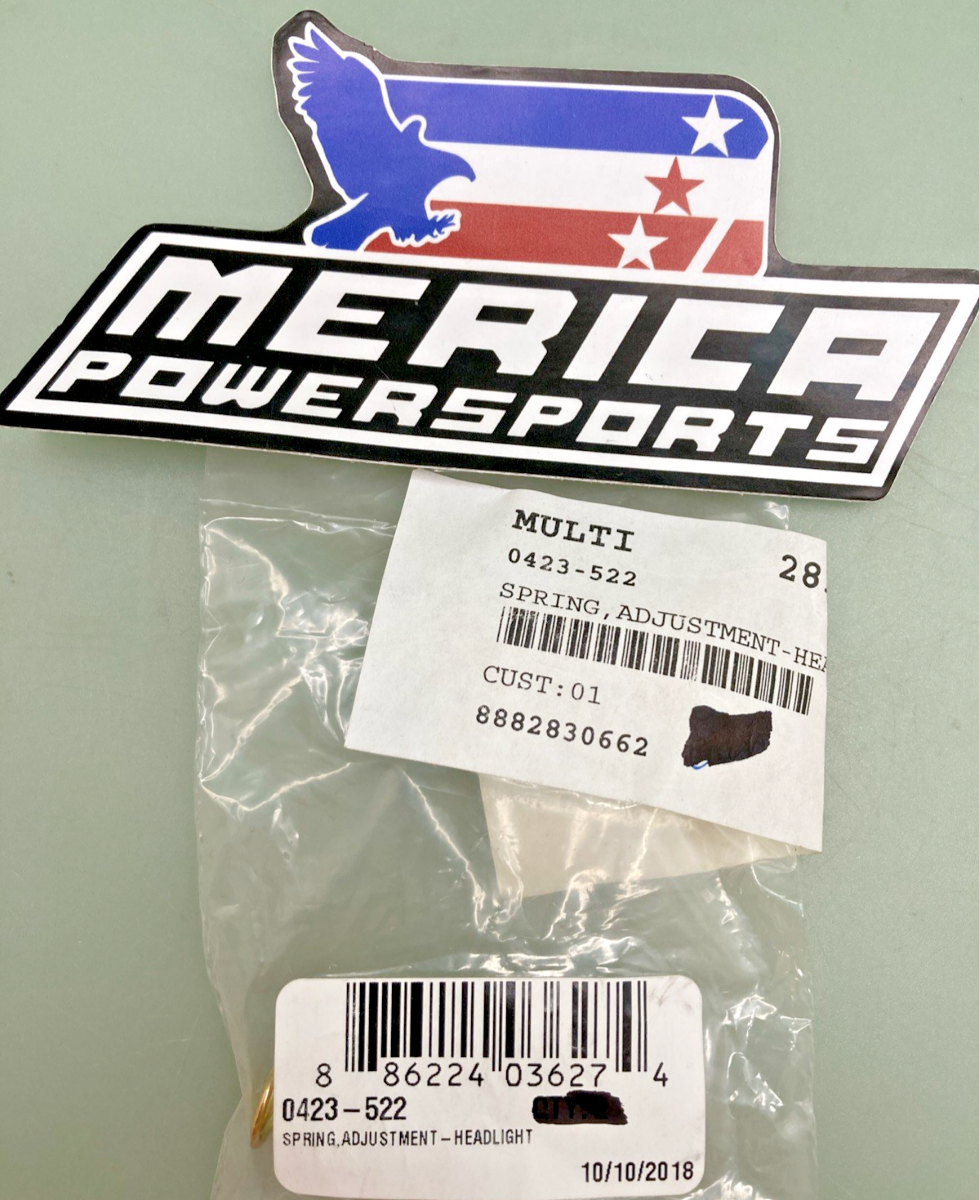 MERICA
POWERSPORTS
MULTI
28.
0423-522
SPRING,ADJUSTMENT-HEA
CUST:01
8882830662
8 86224 03627 4
0423-522
SPRING,ADJUSTMENT-HEADLIGHT
10/10/2018